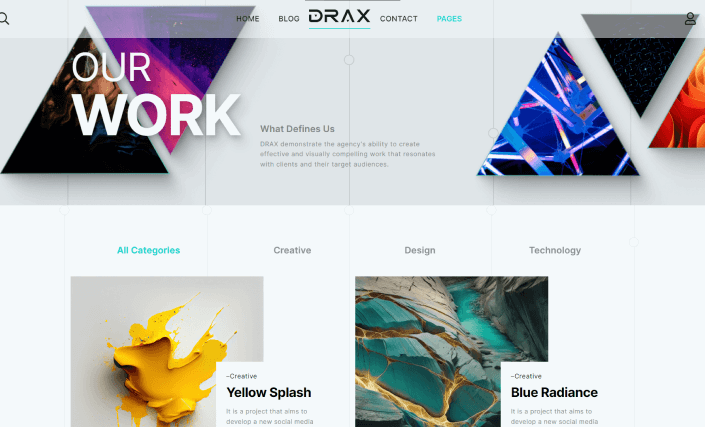 HOME BLOG DRAX CONTACT PAGES
OUR
WORK
What Defines Us
DRAX demonstrate the agency's ability to create
effective and visually compelling work that resonates
with clients and their target audiences.
All Categories Creative Design Technology
–Creative
Yellow Splash
It is a project that aims to
develop a new social media
–Creative
Blue Radiance
It is a project that aims to
develop a new social media